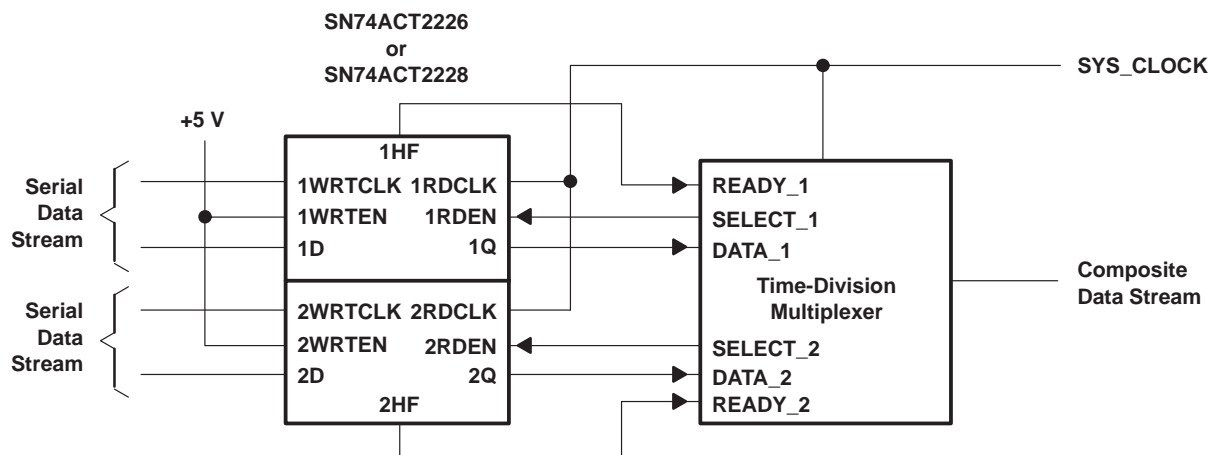 SN74ACT2226
or
SN74ACT2228
SYS_CLOCK
+5 V
1HF
Serial
Data
Stream
1WRTCLK 1RDCLK
1WRTEN 1RDEN
1D 1Q
READY_1
SELECT_1
DATA_1
Time-Division
Multiplexer
Composite
Data Stream
Serial
Data
Stream
2WRTCLK 2RDCLK
2WRTEN 2RDEN
2D 2Q
2HF
SELECT_2
DATA_2
READY_2